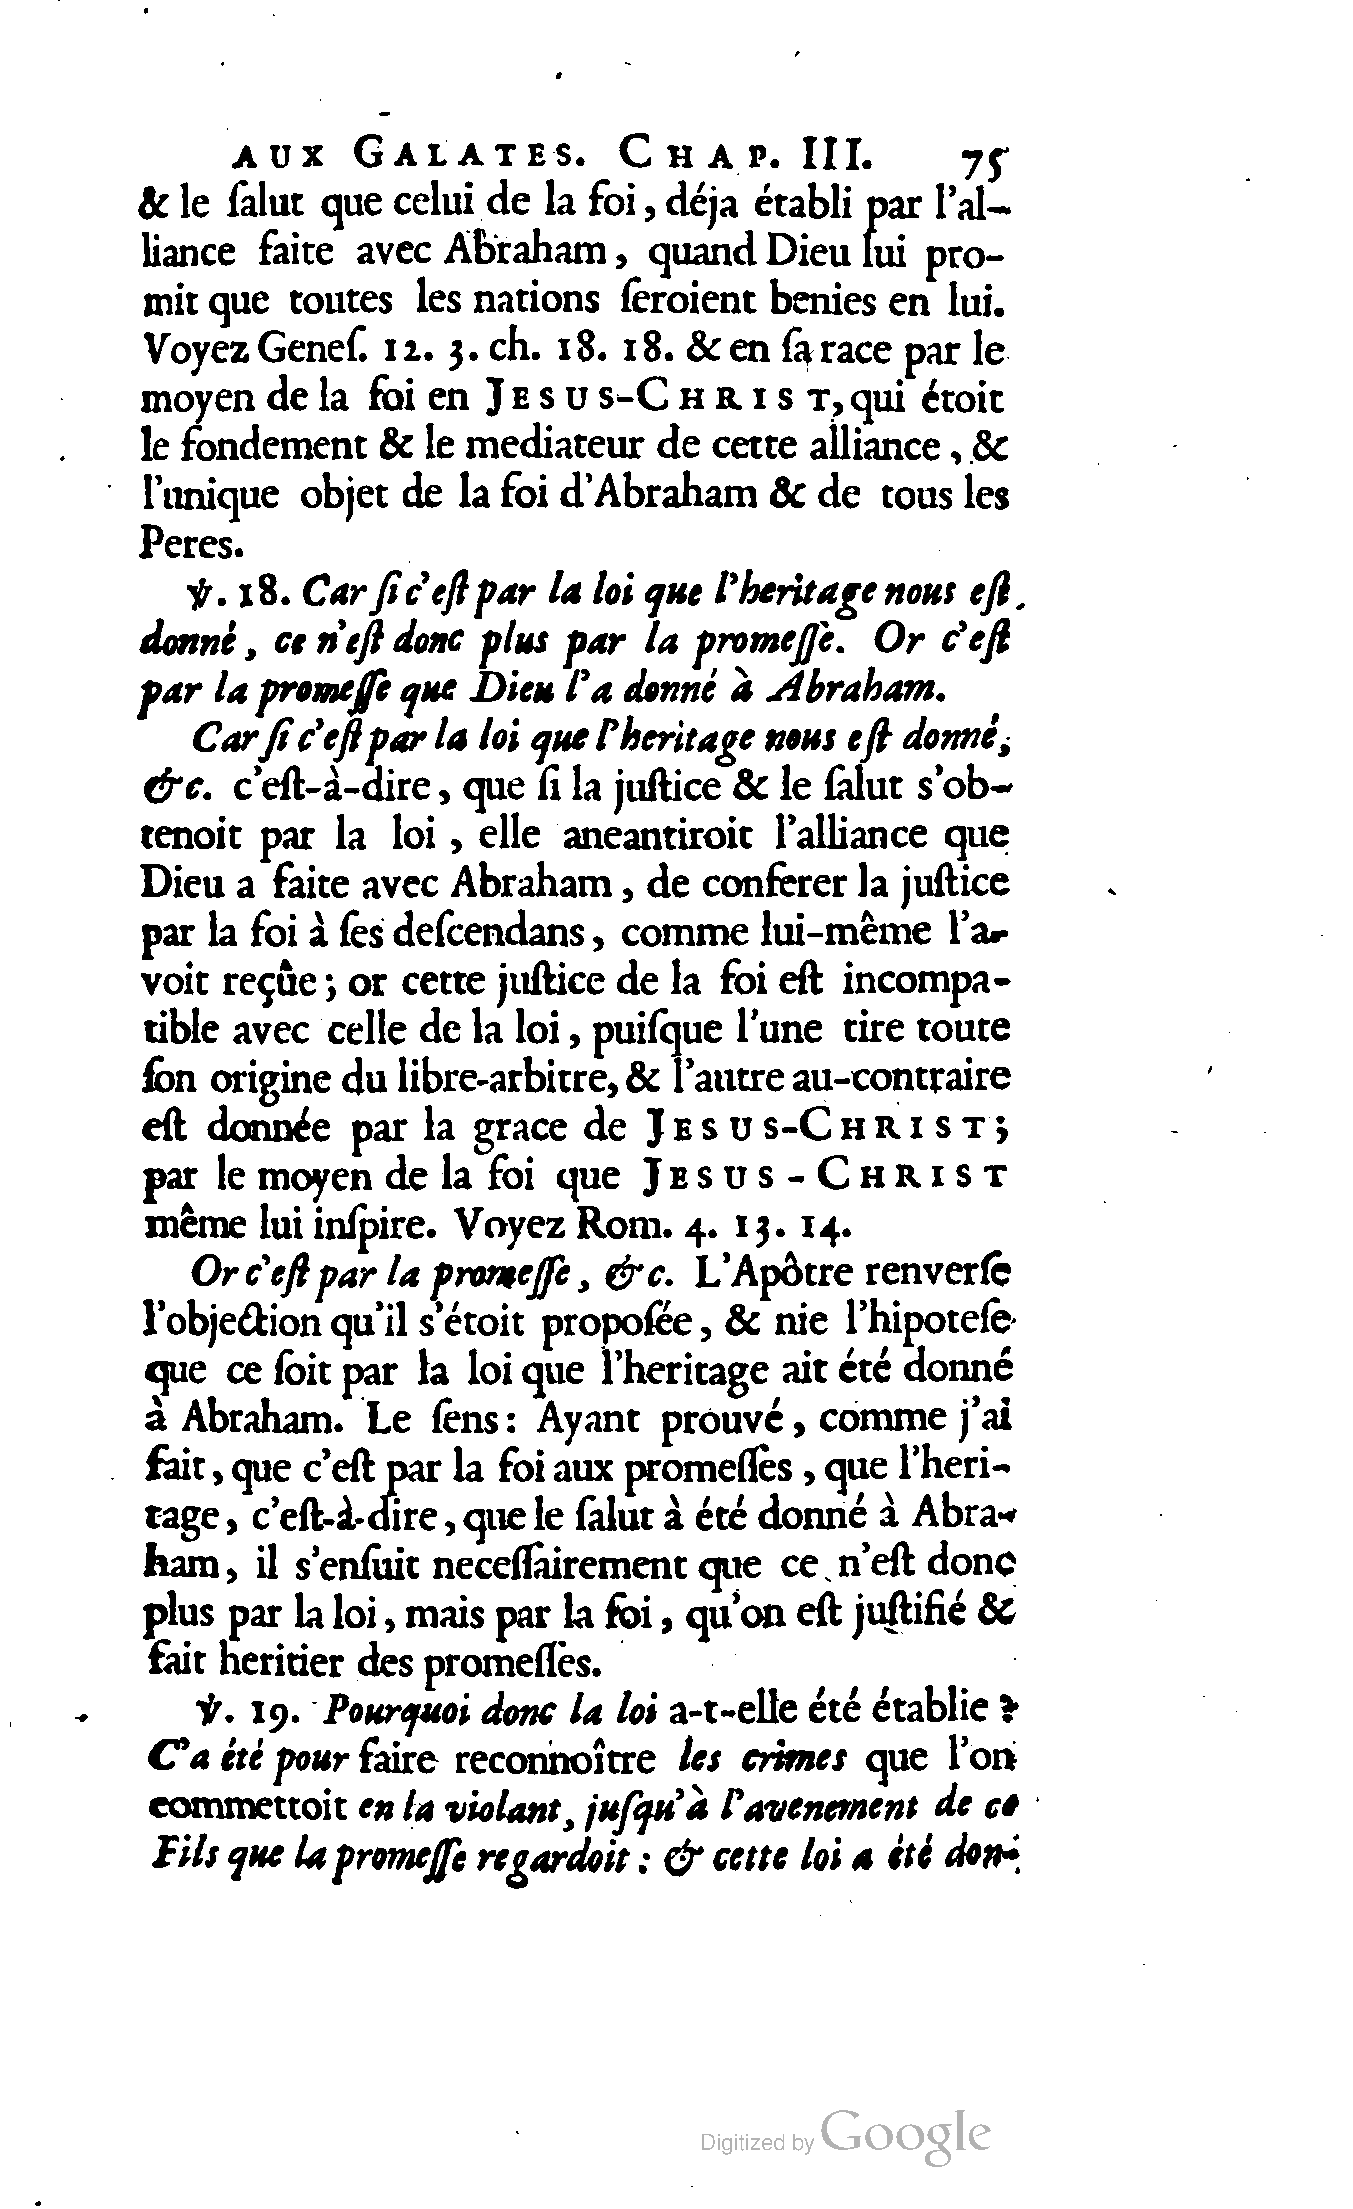 AUX GALATES. CHAP. III. 75
& le ſalut que celui de la foi, déja établi par l'al-
liance faite avec Abraham, quand Dieu lui pro-
mit que toutes les nations ſeroient benies en lui.
Voyez Geneſ. 12. 3. ch. 18. 18. & en ſa race par le
moyen de la foi en JESUS-CHRIST, qui étoit
le fondement & le mediateur de cette alliance, &
l'unique objet de la foi d'Abraham & de tous les
Peres.
℣. 18. Car ſi c'eſt par la loi que l'heritage nous eſt
donné, ce n'eſt donc plus par la promeſſe. Or c'eſt
par la promeſſe que Dieu l'a donné à Abraham.
Car ſi c'eſt par la loi que l'heritage nous eſt donné,
&c. c'eſt-à-dire, que ſi la juſtice & le ſalut s'ob-
tenoit par la loi, elle aneantiroit l'alliance que
Dieu a faite avec Abraham, de conferer la juſtice
par la foi à ſes deſcendans, comme lui-même l'a-
voit reçûe; or cette juſtice de la foi eſt incompa-
tible avec celle de la loi, puiſque l'une tire toute
ſon origine du libre-arbitre, & l'autre au-contraire
eſt donnée par la grace de JESUS-CHRIST;
par le moyen de la foi que JESUS-CHRIST
même lui inſpire. Voyez Rom. 4. 13. 14.
Or c'eſt par la promeſſe, &c. L'Apôtre renverſe
l'objection qu'il s'étoit propoſée, & nie l'hipoteſe
que ce ſoit par la loi que l'heritage ait été donné
à Abraham. Le ſens: Ayant prouvé, comme j'ai
fait, que c'eſt par la foi aux promeſſes, que l'heri-
tage, c'eſt-à-dire, que le ſalut à été donné à Abra-
ham, il s'enſuit neceſſairement que ce n'eſt donc
plus par la loi, mais par la foi, qu'on eſt juſtifié &
fait heritier des promeſſes.
℣. 19. Pourquoi donc la loi a-t-elle été établie?
C'a été pour faire reconnoître les crimes que l'on
commettoit en la violant, juſqu'à l'avenement de ce
Fils que la promeſſe regardoit: & cette loi a été don-
Digitized by Google